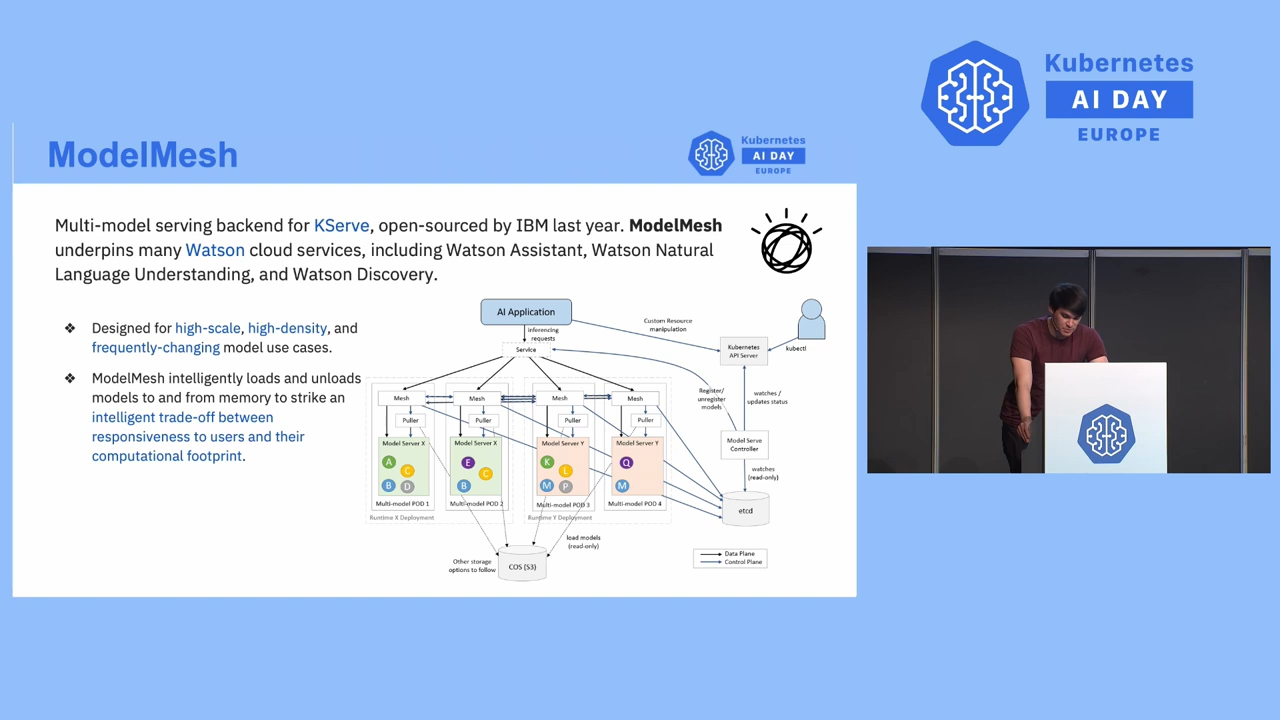 Kubernetes
AI DAY
EUROPE
ModelMesh
Kubernetes
AI DAY
EUROPE
Multi-model serving backend for KServe, open-sourced by IBM last year. ModelMesh
underpins many Watson cloud services, including Watson Assistant, Watson Natural
Language Understanding, and Watson Discovery.
❖ Designed for high-scale, high-density, and
frequently-changing model use cases.
❖ ModelMesh intelligently loads and unloads
models to and from memory to strike an
intelligent trade-off between
responsiveness to users and their
computational footprint.
AI Application
inferencing
requests
Service
Custom Resource
manipulation
Kubernetes
API Server
kubectl
Register/
unregister
models
watches /
updates status
Mesh
Mesh
Mesh
Mesh
Puller
Puller
Puller
Puller
Model Server X
Model Server X
Model Server Y
Model Server Y
Model Serve
Controller
A
C
B
D
E
C
B
K
L
M
P
Q
M
watches
(read-only)
Multi-model POD 1
Multi-model POD 2
Multi-model POD 3
Multi-model POD 4
etcd
Runtime X Deployment
Runtime Y Deployment
load models
(read-only)
Other storage
options to follow
COS (S3)
Data Plane
Control Plane